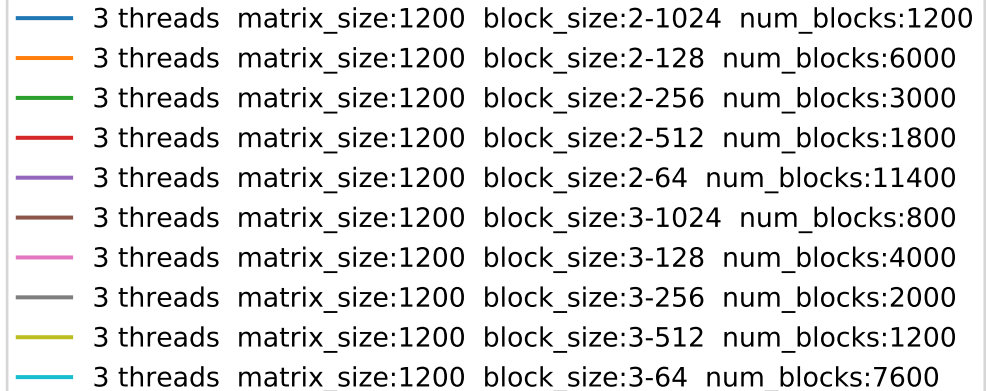 3 threads matrix_size:1200 block_size:2-1024 num_blocks:1200
3 threads matrix_size:1200 block_size:2-128 num_blocks:6000
3 threads matrix_size:1200 block_size:2-256 num_blocks:3000
3 threads matrix_size:1200 block_size:2-512 num_blocks:1800
3 threads matrix_size:1200 block_size:2-64 num_blocks:11400
3 threads matrix_size:1200 block_size:3-1024 num_blocks:800
3 threads matrix_size:1200 block_size:3-128 num_blocks:4000
3 threads matrix_size:1200 block_size:3-256 num_blocks:2000
3 threads matrix_size:1200 block_size:3-512 num_blocks:1200
3 threads matrix_size:1200 block_size:3-64 num_blocks:7600